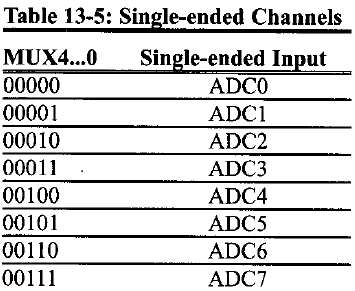 Table 13-5: Single-ended Channels
MUX4...0 Single-ended Input
00000 ADC0
00001 ADC1
00010 ADC2
00011 ADC3
00100 ADC4
00101 ADC5
00110 ADC6
00111 ADC7